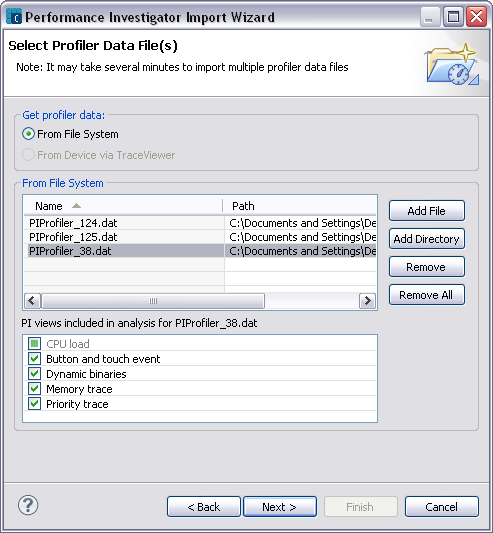 Performance Investigator Import Wizard
Select Profiler Data File(s)
Note: It may take several minutes to import multiple profiler data files
Get profiler data:
From File System
From Device via TraceViewer
From File System
Name Path
PIProfiler_124.dat C:\Documents and Settings\De
PIProfiler_125.dat C:\Documents and Settings\De
PIProfiler_38.dat C:\Documents and Settings\De
Add File
Add Directory
Remove
Remove All
PI views included in analysis for PIProfiler_38.dat
CPU load
Button and touch event
Dynamic binaries
Memory trace
Priority trace
?
< Back
Next >
Finish
Cancel